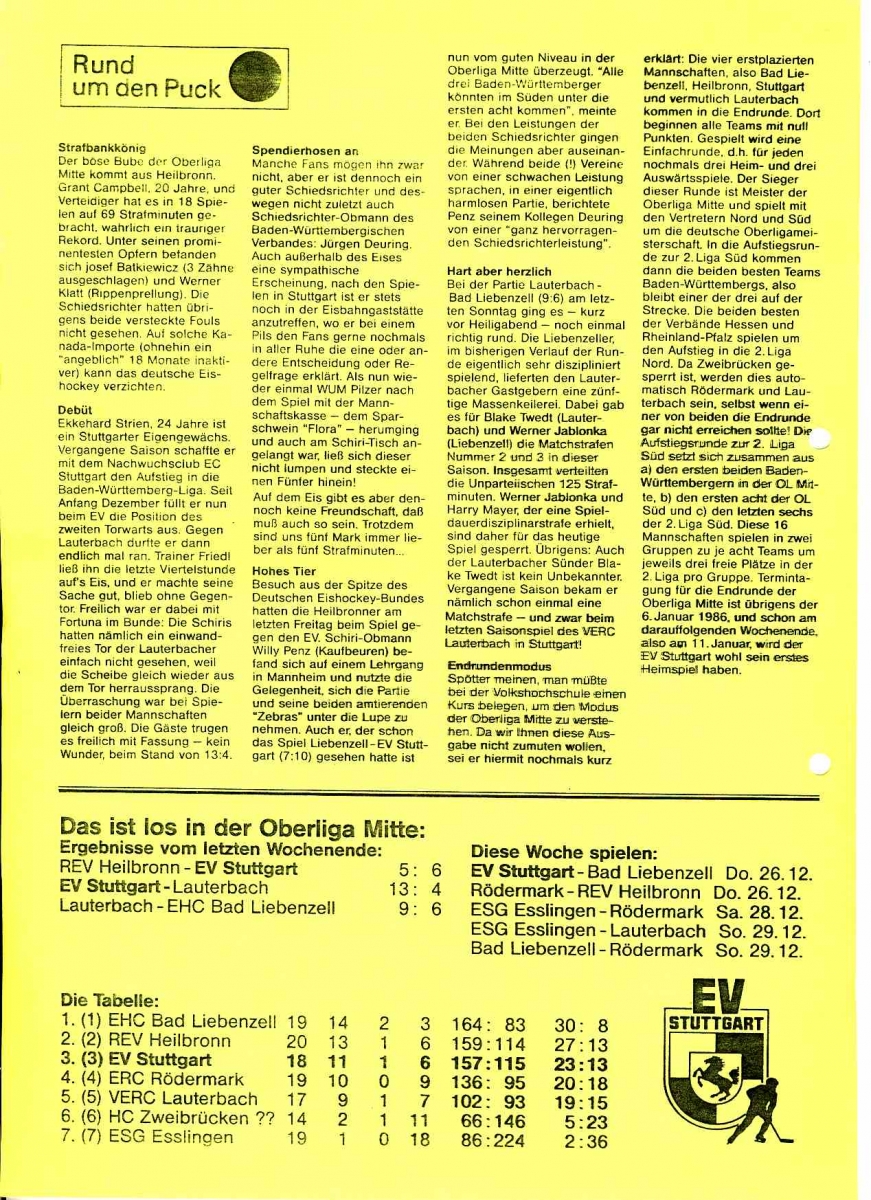 Rund
um den Puck
Strafbankkönig
Der böse Bube der Oberliga
Mitte kommt aus Heilbronn.
Grant Campbell, 20 Jahre, und
Verteidiger hat es in 18 Spie-
len auf 69 Strafminuten ge-
bracht, wahrlich ein trauriger
Rekord. Unter seinen promi-
nentesten Opfern befanden
sich josef Batkiewicz (3 Zähne
ausgeschlagen) und Werner
Klatt (Rippenprellung). Die
Schiedsrichter hatten übri-
gens beide versteckte Fouls
nicht gesehen. Auf solche Ka-
nada-Importe (ohnehin ein
"angeblich" 18 Monate inakti-
ver) kann das deutsche Eis-
hockey verzichten.
Debüt
Ekkehard Strien, 24 Jahre ist
ein Stuttgarter Eigengewächs.
Vergangene Saison schaffte er
mit dem Nachwuchsclub EC
Stuttgart den Aufstieg in die
Baden-Württemberg-Liga. Seit
Anfang Dezember füllt er nun
beim EV die Position des
zweiten Torwarts aus. Gegen
Lauterbach durfte er dann
endlich mal ran. Trainer Friedl
ließ ihn die letzte Viertelstunde
auf's Eis, und er machte seine
Sache gut, blieb ohne Gegen-
tor. Freilich war er dabei mit
Fortuna im Bunde: Die Schiris
hatten nämlich ein einwand-
freies Tor der Lauterbacher
einfach nicht gesehen, weil
die Scheibe gleich wieder aus
dem Tor herraussprang. Die
Überraschung war bei Spie-
lern beider Mannschaften
gleich groß. Die Gäste trugen
es freilich mit Fassung – kein
Wunder, beim Stand von 13:4.
Spendierhosen an
Manche Fans mögen ihn zwar
nicht, aber er ist dennoch ein
guter Schiedsrichter und des-
wegen nicht zuletzt auch
Schiedsrichter-Obmann des
Baden-Württembergischen
Verbandes: Jürgen Deuring.
Auch außerhalb des Eises
eine sympathische
Erscheinung, nach den Spie-
len in Stuttgart ist er stets
noch in der Eisbahngaststätte
anzutreffen, wo er bei einem
Pils den Fans gerne nochmals
in aller Ruhe die eine oder an-
dere Entscheidung oder Re-
gelfrage erklärt. Als nun wie-
der einmal WUM Pilzer nach
dem Spiel mit der Mann-
schaftskasse – dem Spar-
schwein "Flora" – herumging
und auch am Schiri-Tisch an-
gelangt war, ließ sich dieser
nicht lumpen und steckte ei-
nen Fünfer hinein!
Auf dem Eis gibt es aber den-
noch keine Freundschaft, daß
muß auch so sein. Trotzdem
sind uns fünf Mark immer lie-
ber als fünf Strafminuten...
Hohes Tier
Besuch aus der Spitze des
Deutschen Eishockey-Bundes
hatten die Heilbronner am
letzten Freitag beim Spiel ge-
gen den EV. Schiri-Obmann
Willy Penz (Kaufbeuren) be-
fand sich auf einem Lehrgang
in Mannheim und nutzte die
Gelegenheit, sich die Partie
und seine beiden amtierenden
"Zebras" unter die Lupe zu
nehmen. Auch er, der schon
das Spiel Liebenzell-EV Stutt-
gart (7:10) gesehen hatte ist
nun vom guten Niveau in der
Oberliga Mitte überzeugt. "Alle
drei Baden-Württemberger
könnten im Süden unter die
ersten acht kommen", meinte
er. Bei den Leistungen der
beiden Schiedsrichter gingen
die Meinungen aber auseinan-
der. Während beide (!) Vereine
von einer schwachen Leistung
sprachen, in einer eigentlich
harmlosen Partie, berichtete
Penz seinem Kollegen Deuring
von einer "ganz hervorragen-
den Schiedsrichterleistung".
Hart aber herzlich
Bei der Partie Lauterbach-
Bad Liebenzell (9:6) am letz-
ten Sonntag ging es – kurz
vor Heiligabend – noch einmal
richtig rund. Die Liebenzeller,
im bisherigen Verlauf der Run-
de eigentlich sehr diszipliniert
spielend, lieferten den Lauter-
bacher Gastgebern eine zünf-
tige Massenkeilerei. Dabei gab
es für Blake Twedt (Lauter-
bach) und Werner Jablonka
(Liebenzell) die Matchstrafen
Nummer 2 und 3 in dieser
Saison. Insgesamt verteilten
die Unparteiischen 125 Straf-
minuten. Werner Jablonka und
Harry Mayer, der eine Spiel-
dauerdisziplinarstrafe erhielt,
sind daher für das heutige
Spiel gesperrt. Übrigens: Auch
der Lauterbacher Sünder Bla-
ke Twedt ist kein Unbekannter.
Vergangene Saison bekam er
nämlich schon einmal eine
Matchstrafe – und zwar beim
letzten Saisonspiel des VERC
Lauterbach in Stuttgart!
Endrundenmodus
Spötter meinen, man müßte
bei der Volkshochschule einen
Kurs belegen, um den Modus
der Oberliga Mitte zu verste-
hen. Da wir Ihnen diese Aus-
gabe nicht zumuten wollen,
sei er hiermit nochmals kurz
erklärt: Die vier erstplazierten
Mannschaften, also Bad Lie-
benzell, Heilbronn, Stuttgart
und vermutlich Lauterbach
kommen in die Endrunde. Dort
beginnen alle Teams mit null
Punkten. Gespielt wird eine
Einfachrunde, d.h. für jeden
nochmals drei Heim- und drei
Auswärtsspiele. Der Sieger
dieser Runde ist Meister der
Oberliga Mitte und spielt mit
den Vertretern Nord und Süd
um die deutsche Oberligamei-
sterschaft. In die Aufstiegsrun-
de zur 2. Liga Süd kommen
dann die beiden besten Teams
Baden-Württembergs, also
bleibt einer der drei auf der
Strecke. Die beiden besten
der Verbände Hessen und
Rheinland-Pfalz spielen um
den Aufstieg in die 2. Liga
Nord. Da Zweibrücken ge-
sperrt ist, werden dies auto-
matisch Rödermark und Lau-
terbach sein, selbst wenn ei-
ner von beiden die Endrunde
gar nicht erreichen sollte! Die
Aufstiegsrunde zur 2. Liga
Süd setzt sich zusammen aus
a) den ersten beiden Baden-
Württembergern in der OL Mit-
te, b) den ersten acht der OL
Süd und c) den letzten sechs
der 2. Liga Süd. Diese 16
Mannschaften spielen in zwei
Gruppen zu je acht Teams um
jeweils drei freie Plätze in der
2. Liga pro Gruppe. Terminta-
gung für die Endrunde der
Oberliga Mitte ist übrigens der
6. Januar 1986, und schon am
darauffolgenden Wochenende,
also am 11. Januar, wird der
EV Stuttgart wohl sein erstes
Heimspiel haben.
Das ist los in der Oberliga Mitte:
Ergebnisse vom letzten Wochenende:
REV Heilbronn-EV Stuttgart 5: 6
EV Stuttgart-Lauterbach 13: 4
Lauterbach-EHC Bad Liebenzell 9: 6
Diese Woche spielen:
EV Stuttgart-Bad Liebenzell Do. 26.12.
Rödermark-REV Heilbronn Do. 26.12.
ESG Esslingen-Rödermark Sa. 28.12.
ESG Esslingen-Lauterbach So. 29.12.
Bad Liebenzell-Rödermark So. 29.12.
Die Tabelle:
1. (1) EHC Bad Liebenzell 19 14 2 3 164: 83 30: 8
2. (2) REV Heilbronn 20 13 1 6 159:114 27:13
3. (3) EV Stuttgart 18 11 1 6 157:115 23:13
4. (4) ERC Rödermark 19 10 0 9 136: 95 20:18
5. (5) VERC Lauterbach 17 9 1 7 102: 93 19:15
6. (6) HC Zweibrücken ?? 14 2 1 11 66:146 5:23
7. (7) ESG Esslingen 19 1 0 18 86:224 2:36
EV
STUTTGART